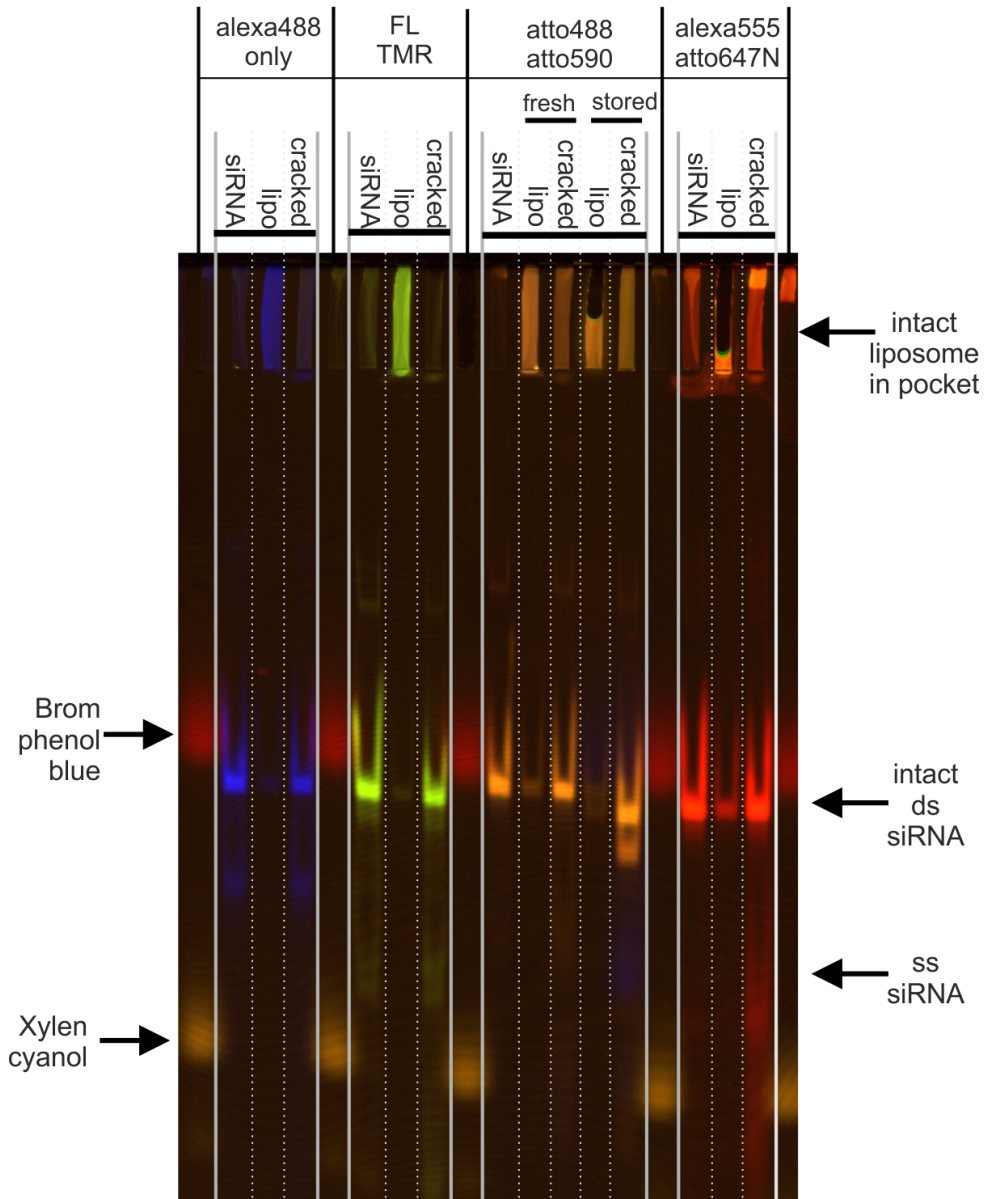 alexa488
only
FL
TMR
atto488
atto590
alexa555
atto647N
fresh
stored
siRNA
lipo
cracked
siRNA
lipo
cracked
siRNA
lipo
cracked
lipo
cracked
siRNA
lipo
cracked
intact
liposome
in pocket
Brom
phenol
blue
intact
ds
siRNA
ss
siRNA
Xylen
cyanol